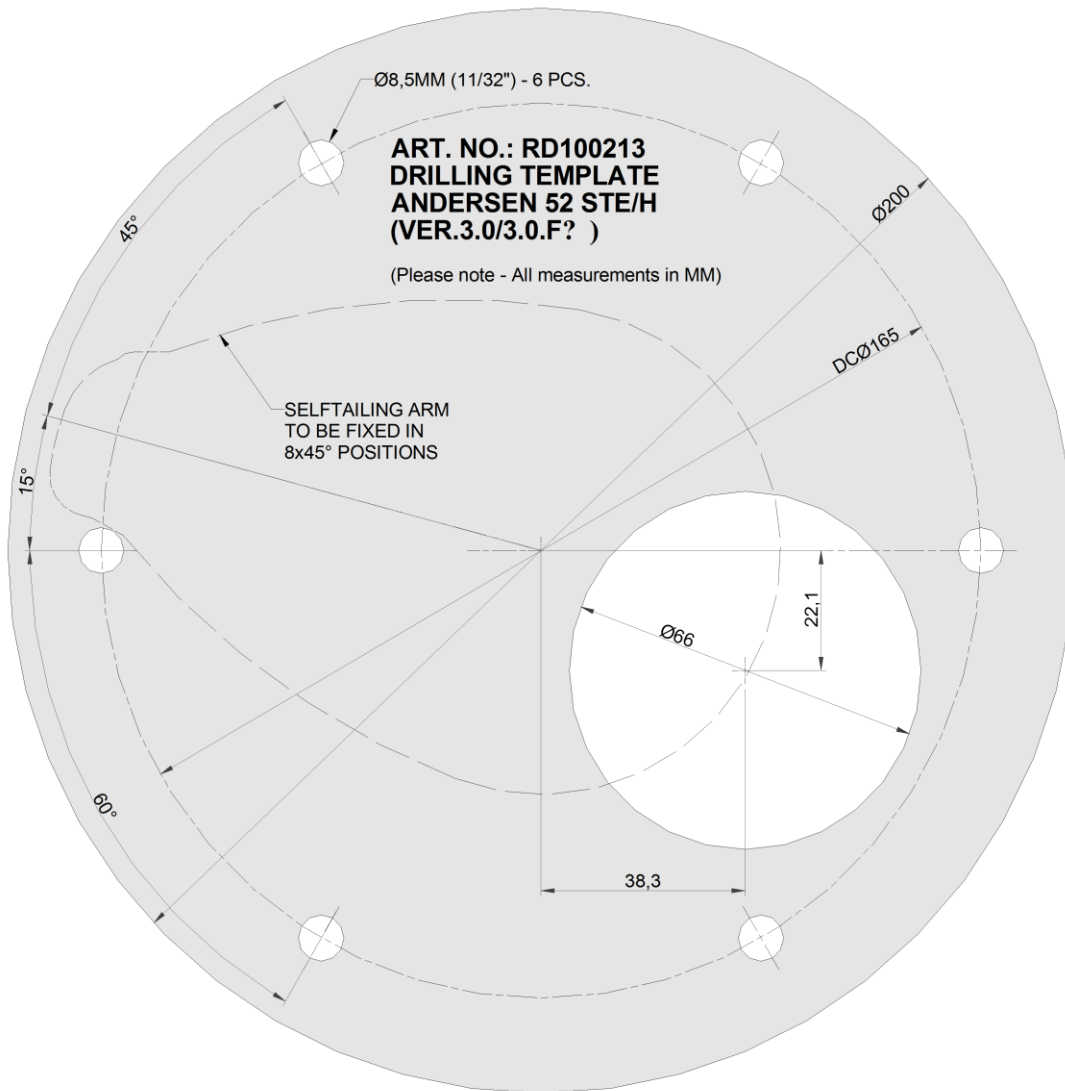 Ø8,5MM (11/32") - 6 PCS.
ART. NO.: RD100213
DRILLING TEMPLATE
ANDERSEN 52 STE/H
(VER.3.0/3.0.F? )
(Please note - All measurements in MM)
Ø200
45°
DCØ165
SELFTAILING ARM
TO BE FIXED IN
8x45° POSITIONS
15°
22,1
Ø66
60°
38,3